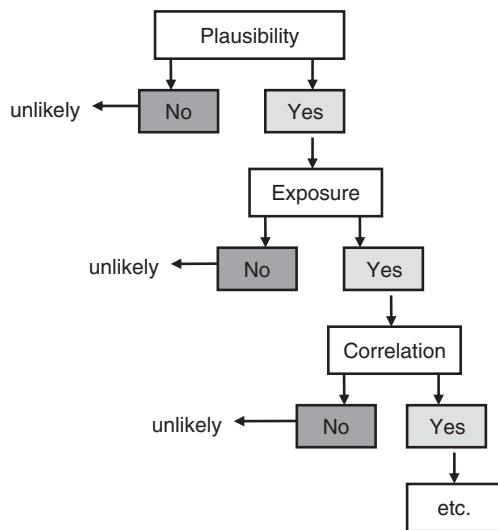 Plausibility
unlikely
No
Yes
Exposure
unlikely
No
Yes
Correlation
unlikely
No
Yes
etc.